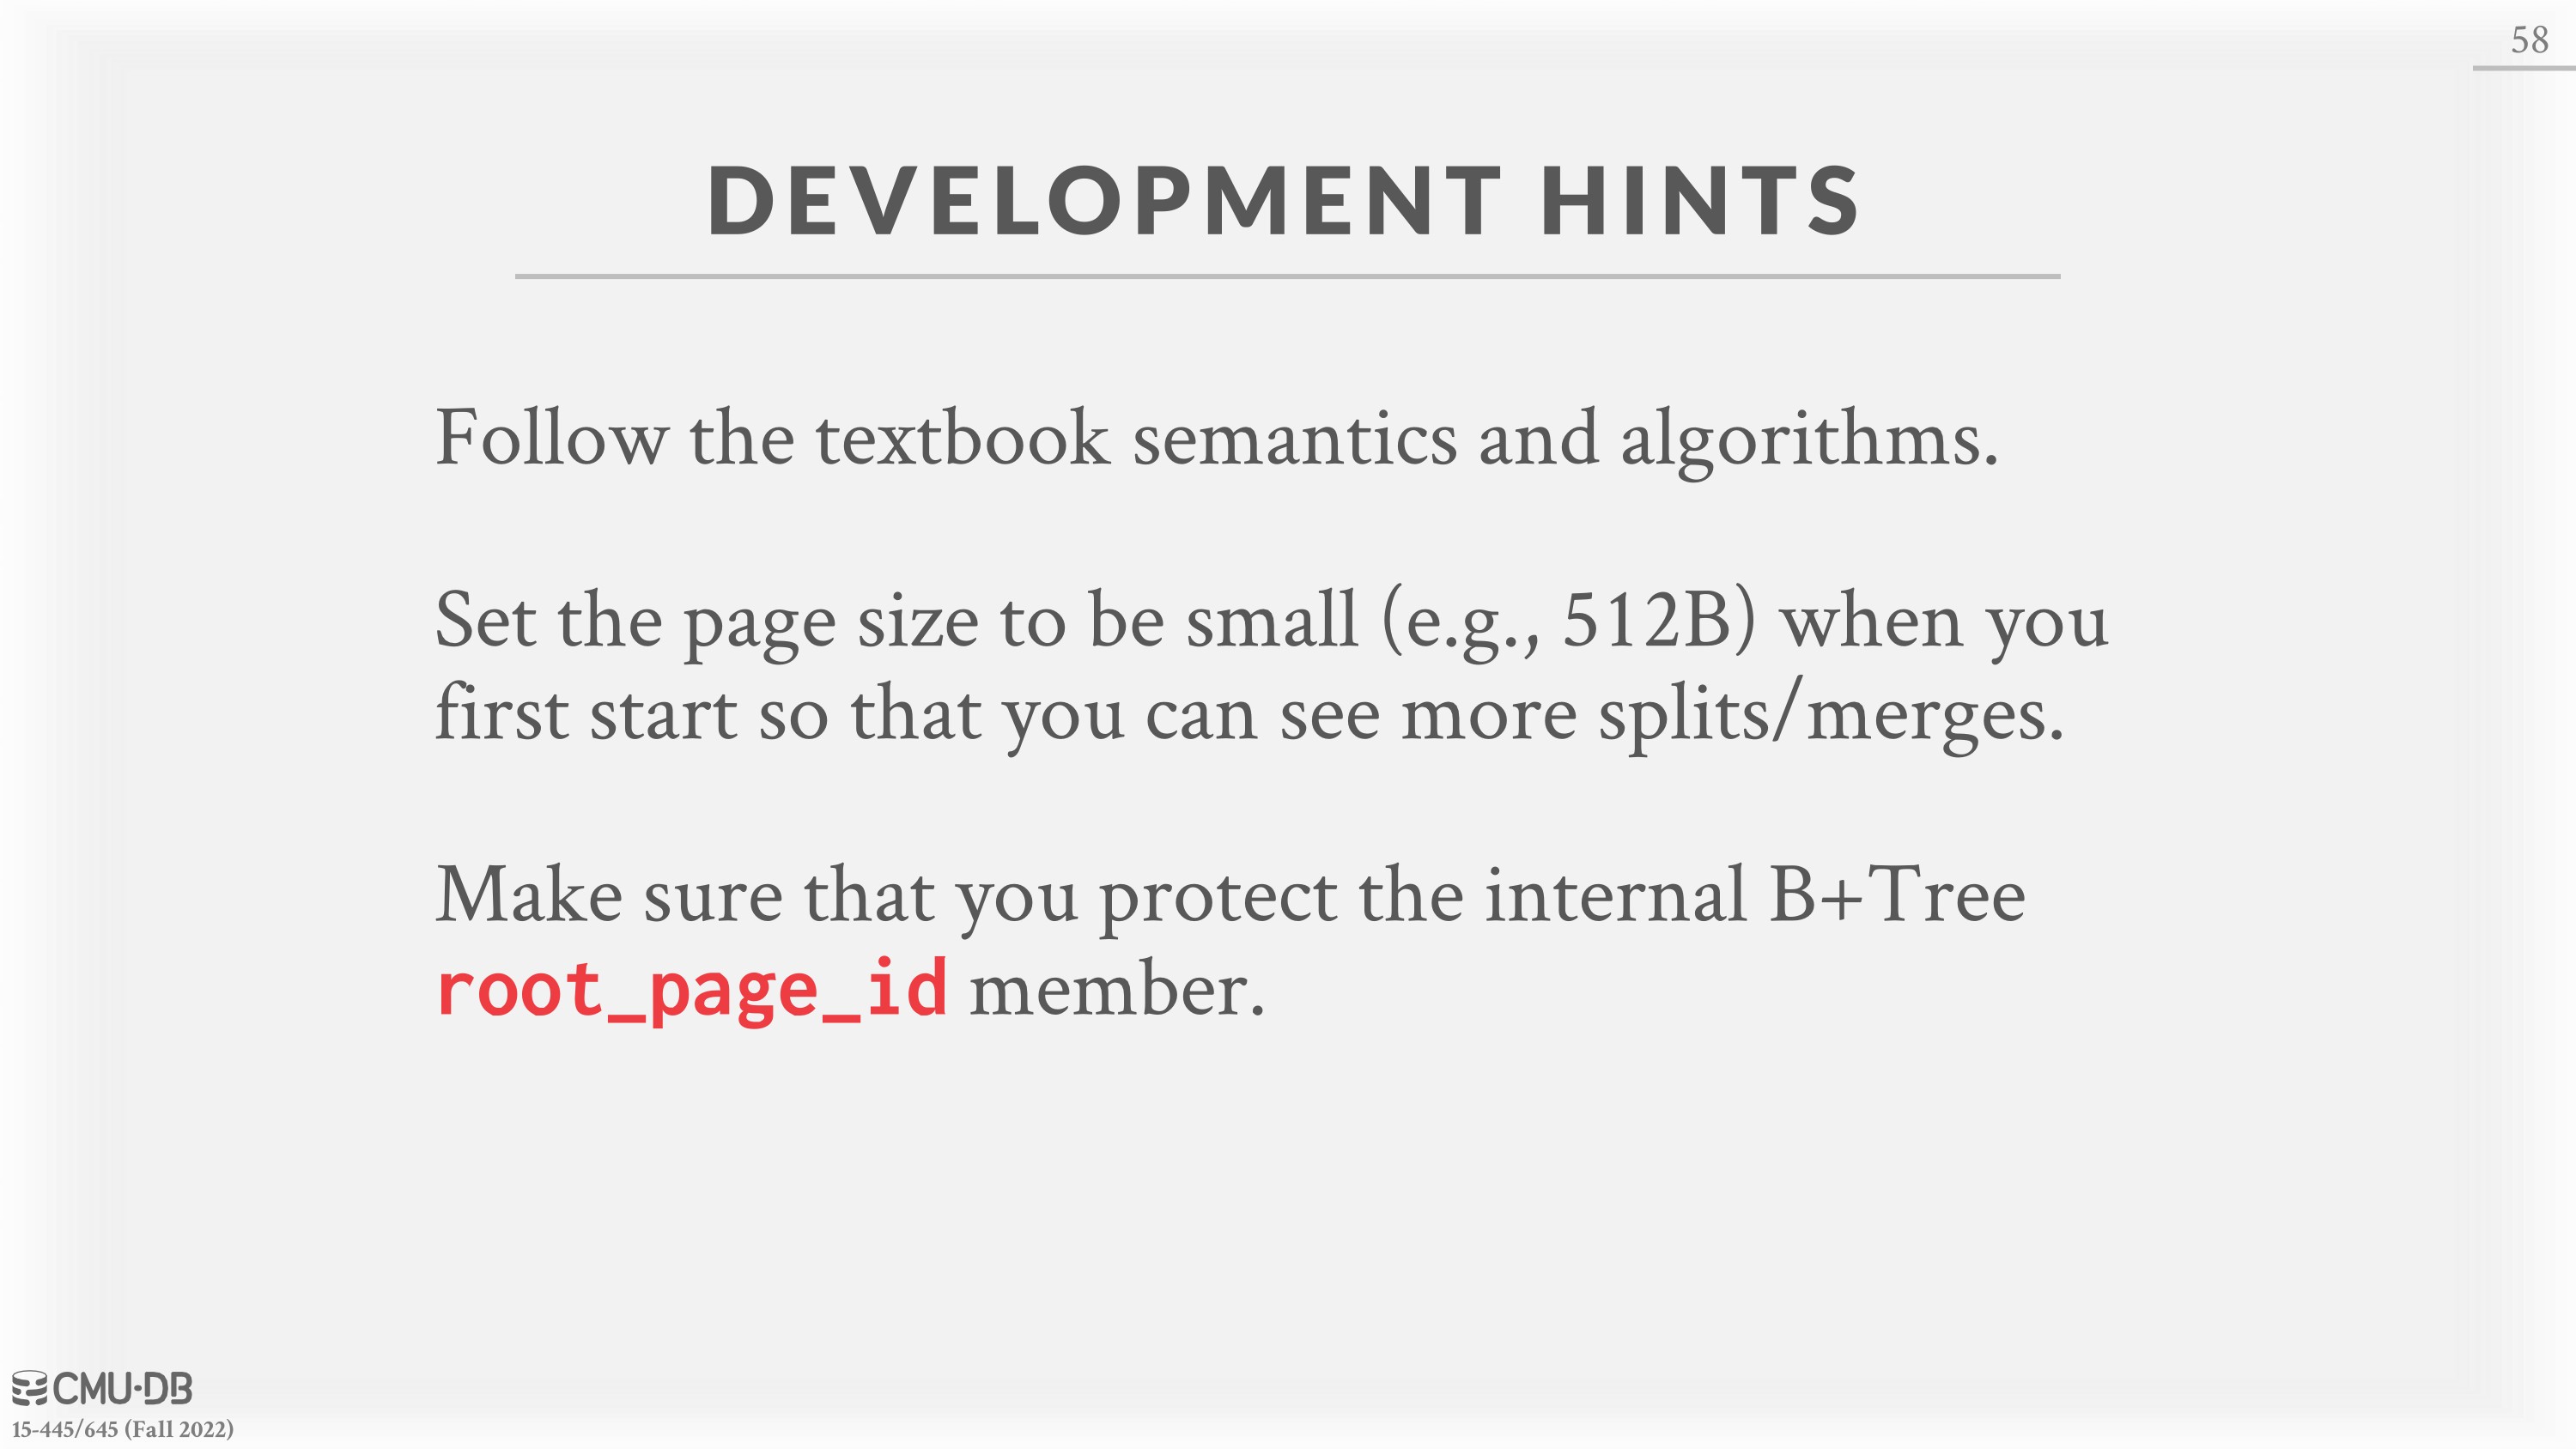 58
DEVELOPMENT HINTS
Follow the textbook semantics and algorithms.
Set the page size to be small (e.g., 512B) when you
first start so that you can see more splits/merges.
Make sure that you protect the internal B+Tree
root_page_id member.
CMU·DB
15-445/645 (Fall 2022)